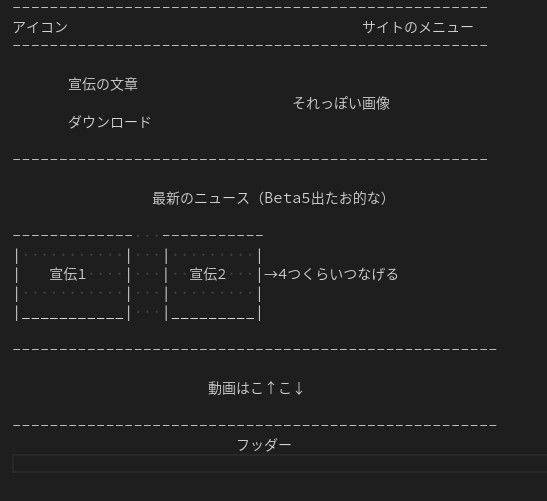 ---------------------------------------------------
アイコン サイトのメニュー
---------------------------------------------------
宣伝の文章
それっぽい画像
ダウンロード
---------------------------------------------------
最新のニュース（Beta5出たお的な）
------------- -----------
| | | |
| 宣伝1 | | 宣伝2 |→4つくらいつなげる
| | | |
|___________| |_________|
----------------------------------------------------
動画はこ↑こ↓
----------------------------------------------------
フッダー